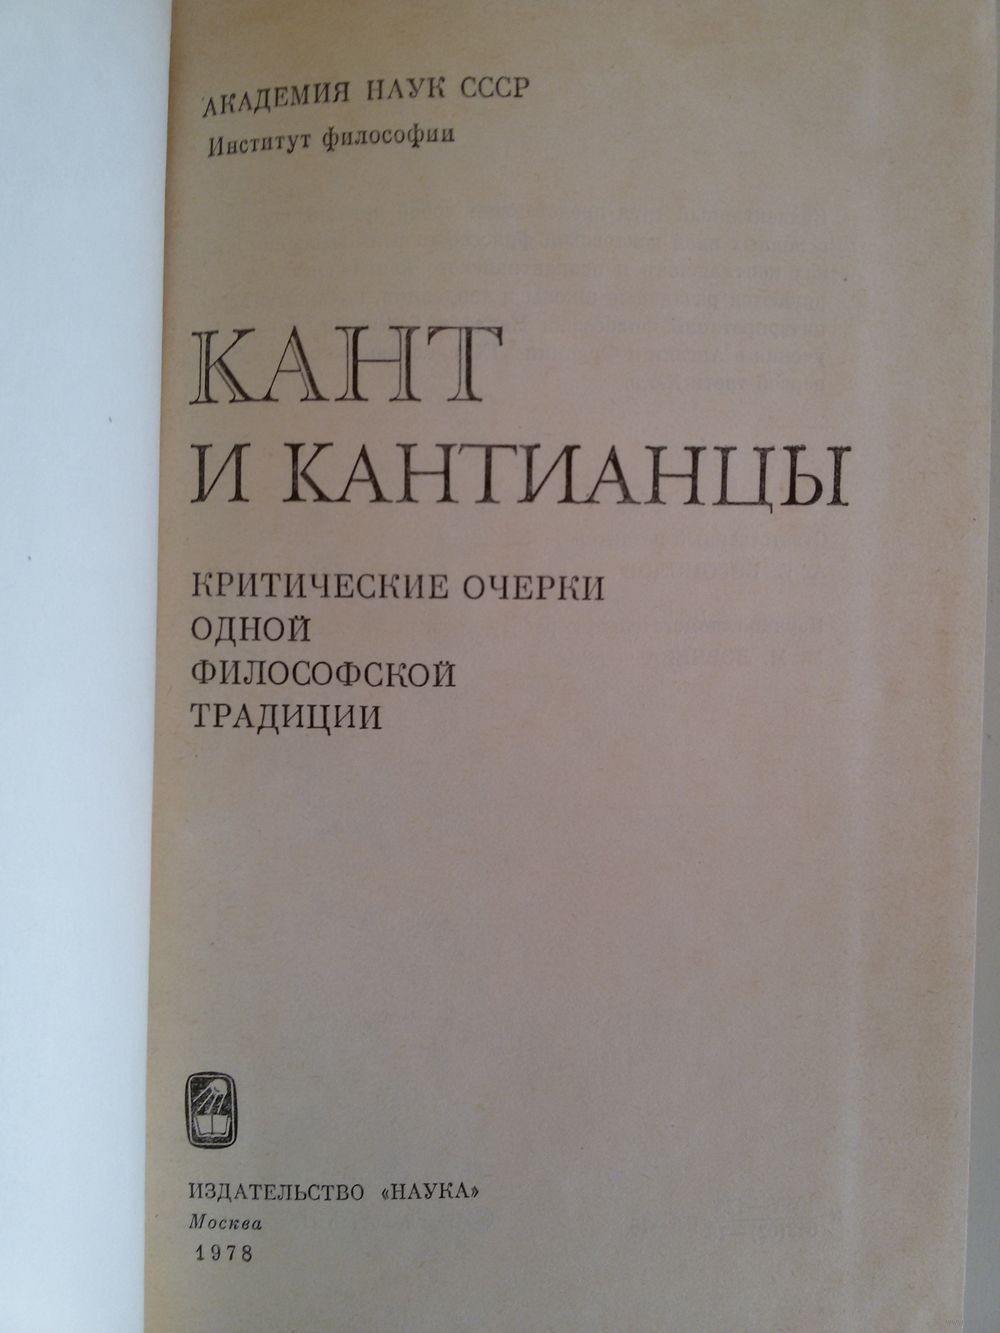 АКАДЕМИЯ НАУК СССР
Институт философии
КАНТ
И КАНТИАНЦЫ
КРИТИЧЕСКИЕ ОЧЕРКИ
ОДНОЙ
ФИЛОСОФСКОЙ
ТРАДИЦИИ
ИЗДАТЕЛЬСТВО «НАУКА»
Москва
1978